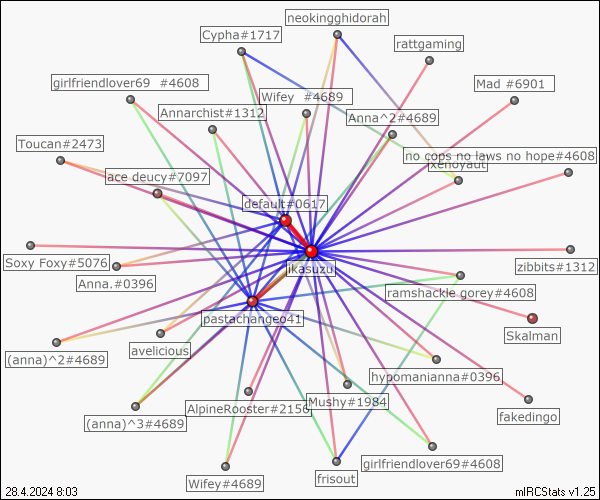 neokingghidorah
Cypha#1717
rattgaming
girlfriendlover69 #4608
Mad #6901
Wifey #4689
Annarchist#1312
Anna^2#4689
Toucan#2473
no cops no laws no hope#4608
xenoyaut
ace deucy#7097
default#0617
Soxy Foxy#5076
jikasuzu
zibbits#1312
Anna.#0396
ramshackle gorey#4608
pastachange041
Skalman
avelicious
(anna)^2#4689
hypomanianna#0396
Mushy#1984
AlpineRooster#2156
fakedingo
(anna)^3#4689
girlfriendlover69#4608
Wifey#4689
frisout
28.4.2024 8:03
mIRCStats v1.25